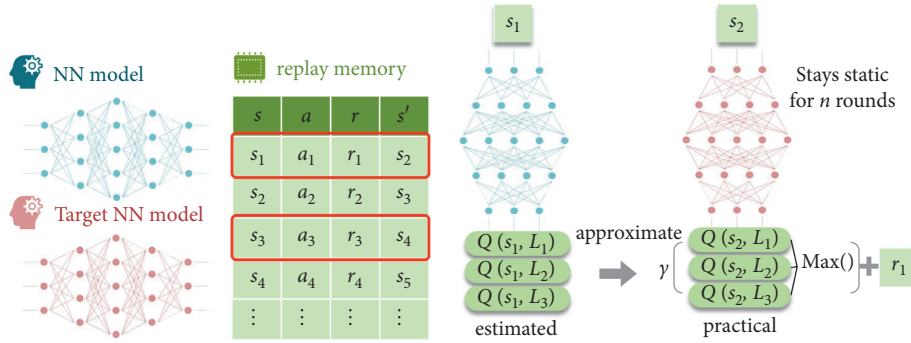 NN model
Target NN model
replay memory
s a r s′
s₁ a₁ r₁ s₂
s₂ a₂ r₂ s₃
s₃ a₃ r₃ s₄
s₄ a₄ r₄ s₅
⋮ ⋮ ⋮ ⋮
s₁
Q (s₁, L₁)
Q (s₁, L₂)
Q (s₁, L₃)
estimated
approximate
s₂
Stays static
for n rounds
γ
Q (s₂, L₁)
Q (s₂, L₂)
Q (s₂, L₃)
practical
Max()
+
r₁